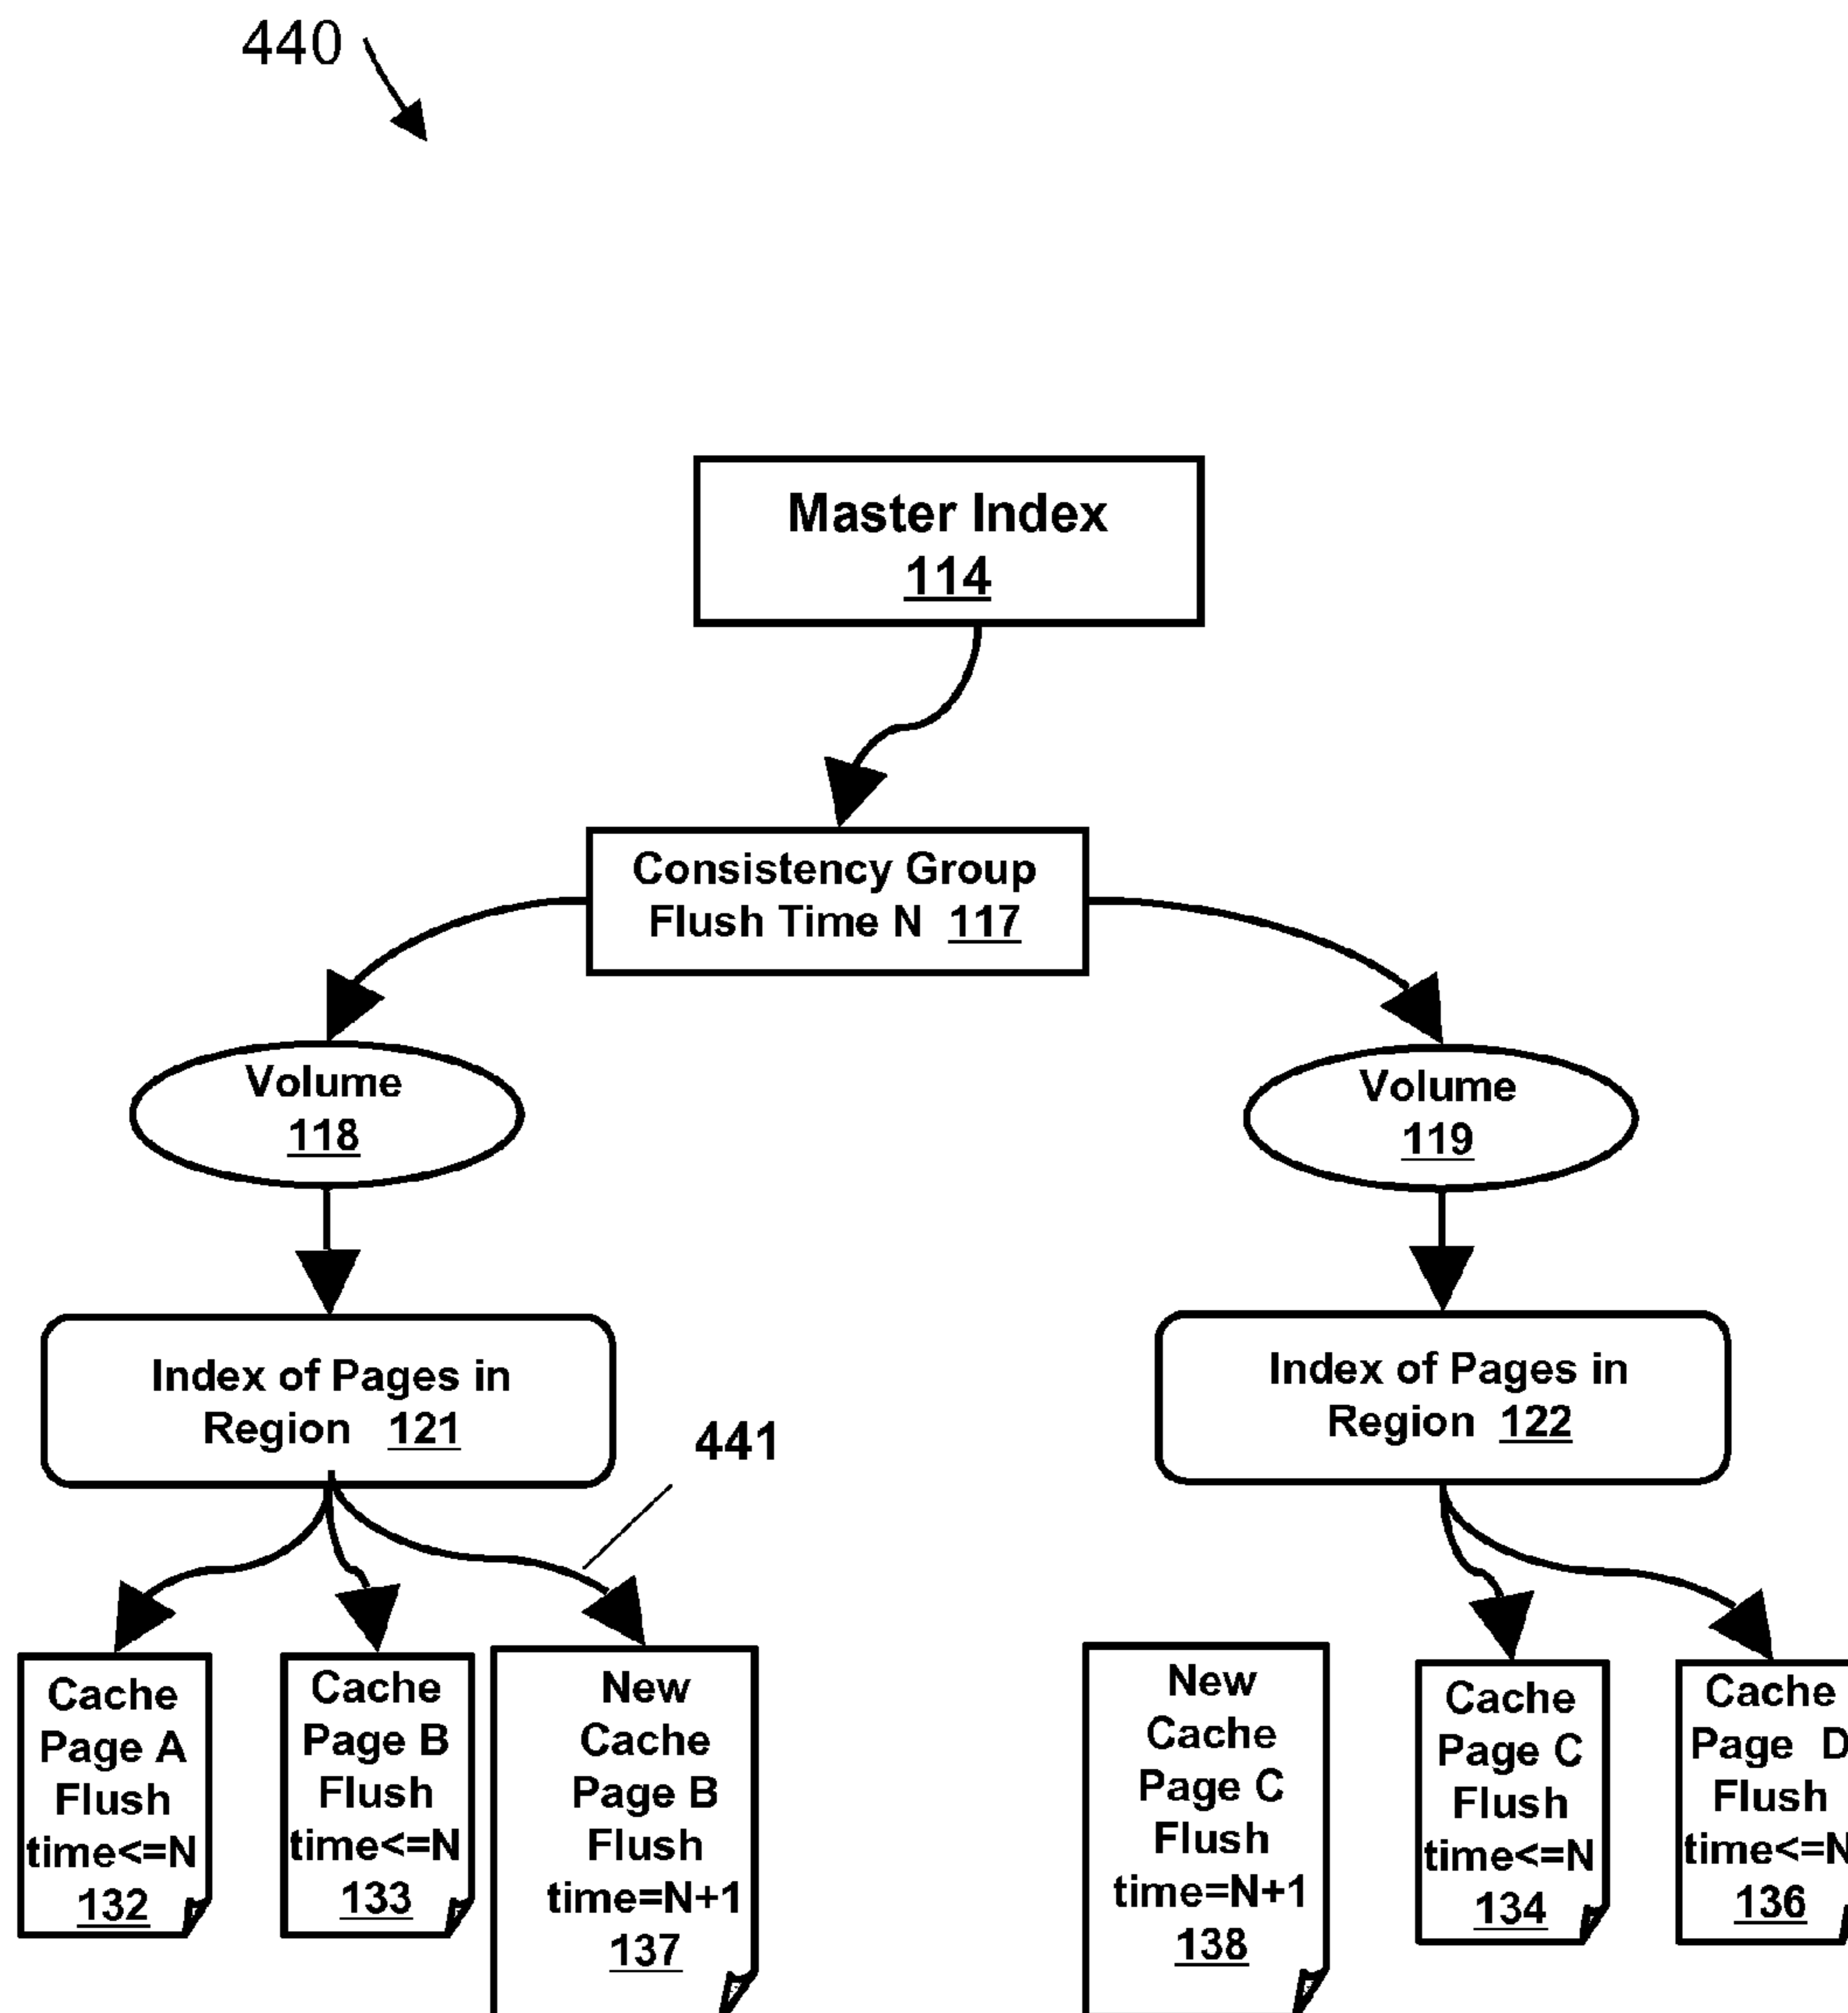 440
Master Index
114
Consistency Group
Flush Time N 117
Volume
118
Volume
119
Index of Pages in
Region 121
Index of Pages in
Region 122
441
Cache
Page A
Flush
time<=N
132
Cache
Page B
Flush
time<=N
133
New
Cache
Page B
Flush
time=N+1
137
New
Cache
Page C
Flush
time=N+1
138
Cache
Page C
Flush
time<=N
134
Cache
Page D
Flush
time<=N
136